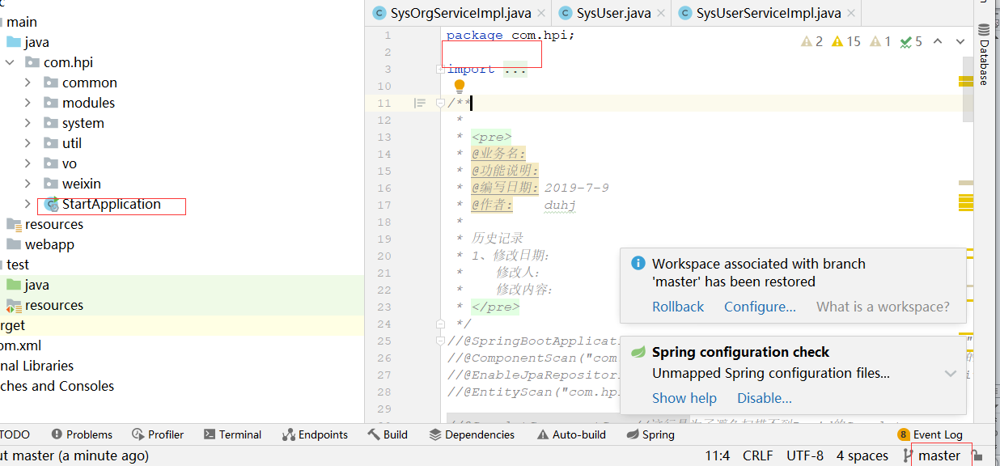 main
java
com.hpi
common
modules
system
util
vo
weixin
StartApplication
resources
webapp
test
java
resources
rget
om.xml
nal Libraries
ches and Consoles
SysOrgServiceImpl.java
SysUser.java
SysUserServiceImpl.java
2 15 1 5
1 package com.hpi;
2
3 import ...
10
11 /**
12 *
13 * <pre>
14 * @业务名:
15 * @功能说明:
16 * @编写日期: 2019-7-9
17 * @作者: duhj
18 *
19 * 历史记录
20 * 1、修改日期:
21 * 修改人:
22 * 修改内容:
23 * </pre>
24 */
25 //@SpringBootApplicati
26 //@ComponentScan("com.
27 //@EnableJpaRepositor
28 //@EntityScan("com.hp
29
Database
Workspace associated with branch
'master' has been restored
Rollback Configure... What is a workspace?
Spring configuration check
Unmapped Spring configuration files...
Show help Disable...
TODO Problems Profiler Terminal Endpoints Build Dependencies Auto-build Spring 8 Event Log
ut master (a minute ago) 11:4 CRLF UTF-8 4 spaces master